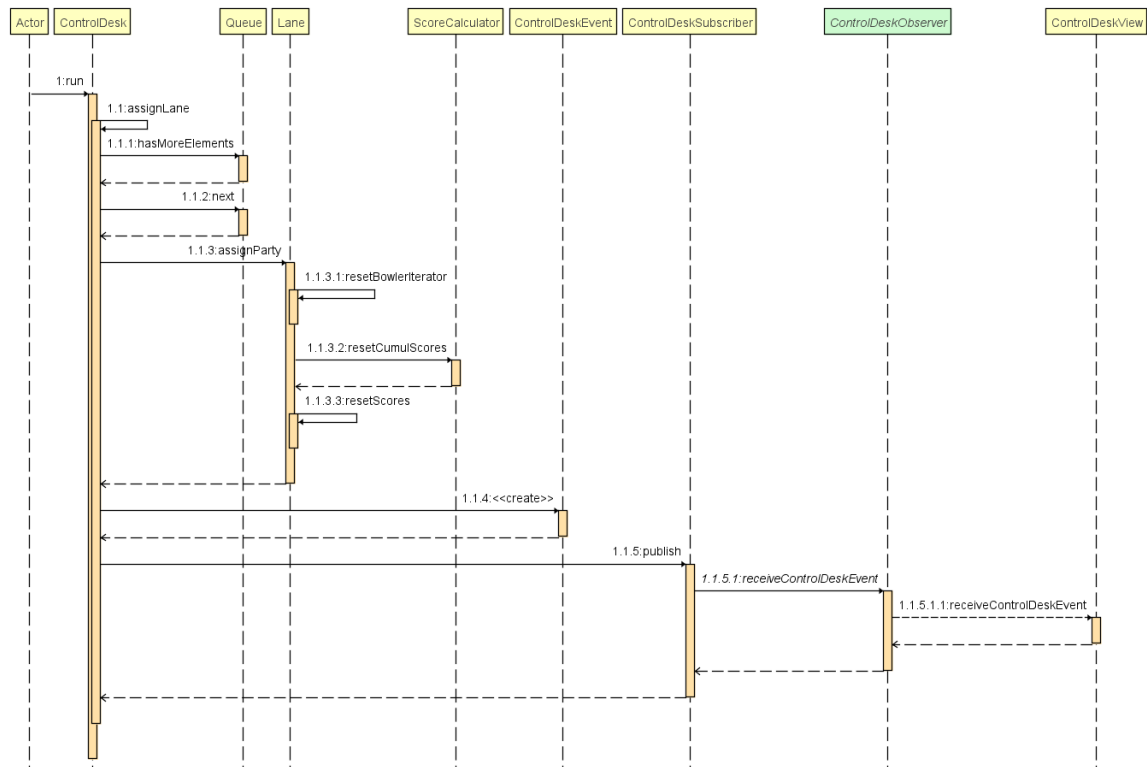 Actor
ControlDesk
Queue
Lane
ScoreCalculator
ControlDeskEvent
ControlDeskSubscriber
ControlDeskObserver
ControlDeskView
1:run
1.1:assignLane
1.1.1:hasMoreElements
1.1.2:next
1.1.3:assignParty
1.1.3.1:resetBowlerIterator
1.1.3.2:resetCumulScores
1.1.3.3:resetScores
1.1.4:<<create>>
1.1.5:publish
1.1.5.1:receiveControlDeskEvent
1.1.5.1.1:receiveControlDeskEvent